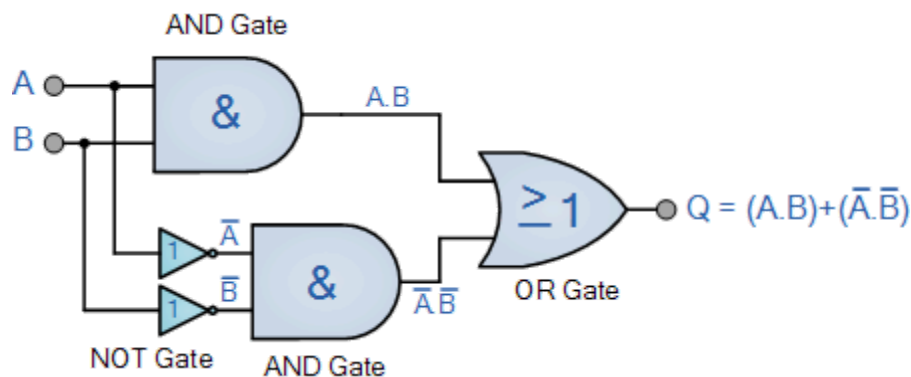 AND Gate
A
&
A.B
B
≥1
Q = (A.B)+(A̅.B̅)
1
A̅
&
1
B̅
A̅.B̅
OR Gate
NOT Gate
AND Gate